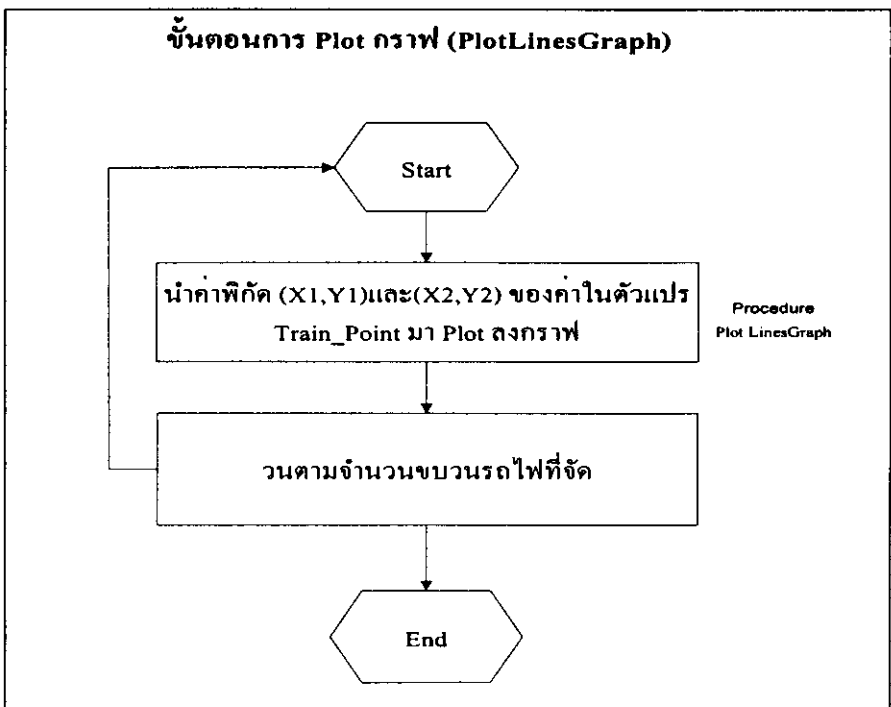 ขั้นตอนการ Plot กราฟ (PlotLinesGraph)
Start
นำค่าพิกัด (X1,Y1)และ(X2,Y2) ของค่าในตัวแปร
Train_Point มา Plot ลงกราฟ
Procedure
Plot LinesGraph
วนตามจำนวนขบวนรถไฟที่จัด
End